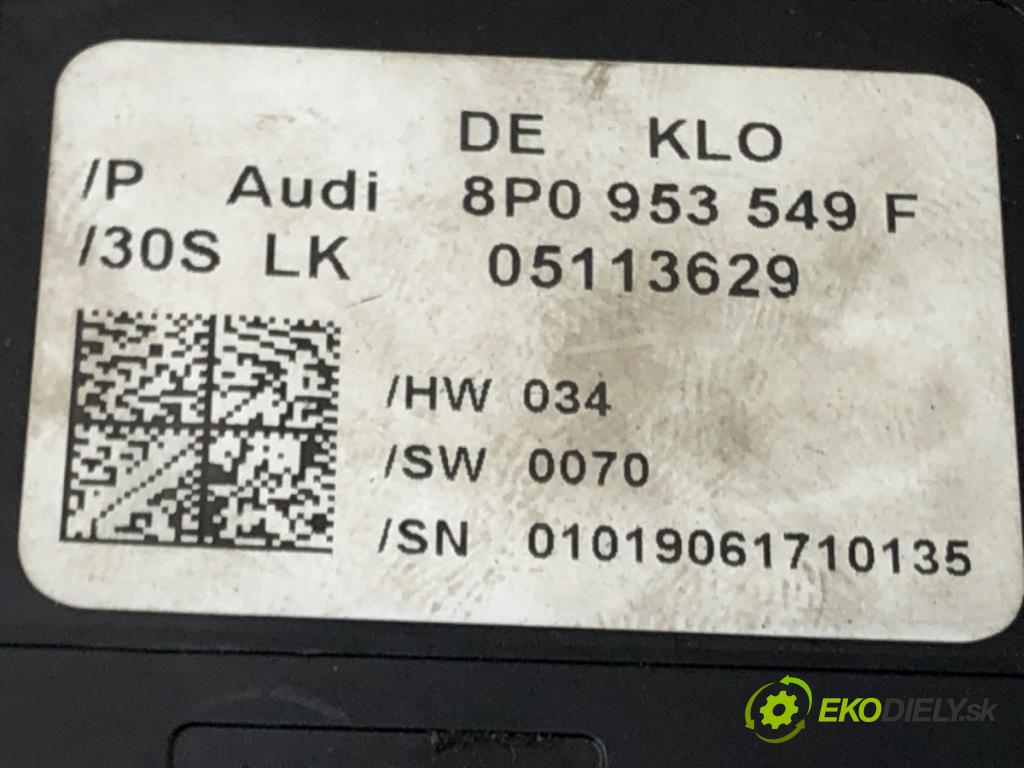 DE KLO
/P Audi 8P0 953 549 F
/30S LK 05113629
/HW 034
/SW 0070
/SN 01019061710135
EKODIELY.sk